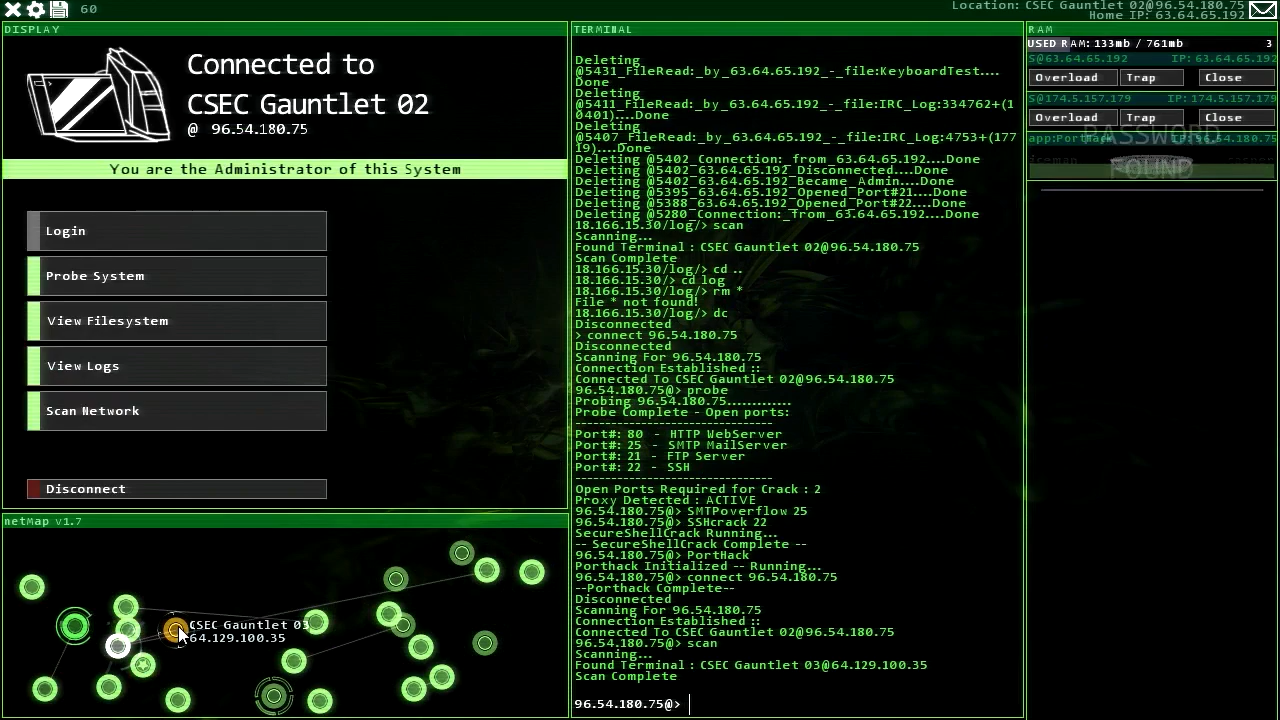 60
Location: CSEC Gauntlet 02@96.54.180.75
Home IP: 63.64.65.192
DISPLAY
Connected to
CSEC Gauntlet 02
@ 96.54.180.75
You are the Administrator of this System
Login
Probe System
View Filesystem
View Logs
Scan Network
Disconnect
netMap v1.7
CSEC Gauntlet 03
64.129.100.35
TERMINAL
Deleting
@5431_FileRead:_by_63.64.65.192_-_file:KeyboardTest....
Done
Deleting
@5411_FileRead:_by_63.64.65.192_-_file:IRC_Log:334762+(1
0401)....Done
Deleting
@5407_FileRead:_by_63.64.65.192_-_file:IRC_Log:4753+(177
19)....Done
Deleting @5402_Connection:_from_63.64.65.192....Done
Deleting @5402_63.64.65.192_Disconnected....Done
Deleting @5402_63.64.65.192_Became_Admin....Done
Deleting @5395_63.64.65.192_Opened_Port#21....Done
Deleting @5388_63.64.65.192_Opened_Port#22....Done
Deleting @5280_Connection:_from_63.64.65.192....Done
18.166.15.30/log/> scan
Scanning...
Found Terminal : CSEC Gauntlet 02@96.54.180.75
Scan Complete
18.166.15.30/log/> cd ..
18.166.15.30/> cd log
18.166.15.30/log/> rm *
File * not found!
18.166.15.30/log/> dc
Disconnected
> connect 96.54.180.75
Disconnected
Scanning For 96.54.180.75
Connection Established ::
Connected To CSEC Gauntlet 02@96.54.180.75
96.54.180.75@> probe
Probing 96.54.180.75.............
Probe Complete - Open ports:
---------------------------------
Port#: 80 - HTTP WebServer
Port#: 25 - SMTP MailServer
Port#: 21 - FTP Server
Port#: 22 - SSH
---------------------------------
Open Ports Required for Crack : 2
Proxy Detected : ACTIVE
96.54.180.75@> SMTPoverflow 25
96.54.180.75@> SSHcrack 22
SecureShellCrack Running...
-- SecureShellCrack Complete --
96.54.180.75@> PortHack
Porthack Initialized -- Running...
96.54.180.75@> connect 96.54.180.75
--Porthack Complete--
Disconnected
Scanning For 96.54.180.75
Connection Established ::
Connected To CSEC Gauntlet 02@96.54.180.75
96.54.180.75@> scan
Scanning...
Found Terminal : CSEC Gauntlet 03@64.129.100.35
Scan Complete
96.54.180.75@>
RAM
USED RAM: 133mb / 761mb 3
S@63.64.65.192 IP: 63.64.65.192
Overload Trap Close
S@174.5.157.179 IP: 174.5.157.179
Overload Trap Close
app:PortHack IP:96.54.180.75
PASSWORD
FOUND